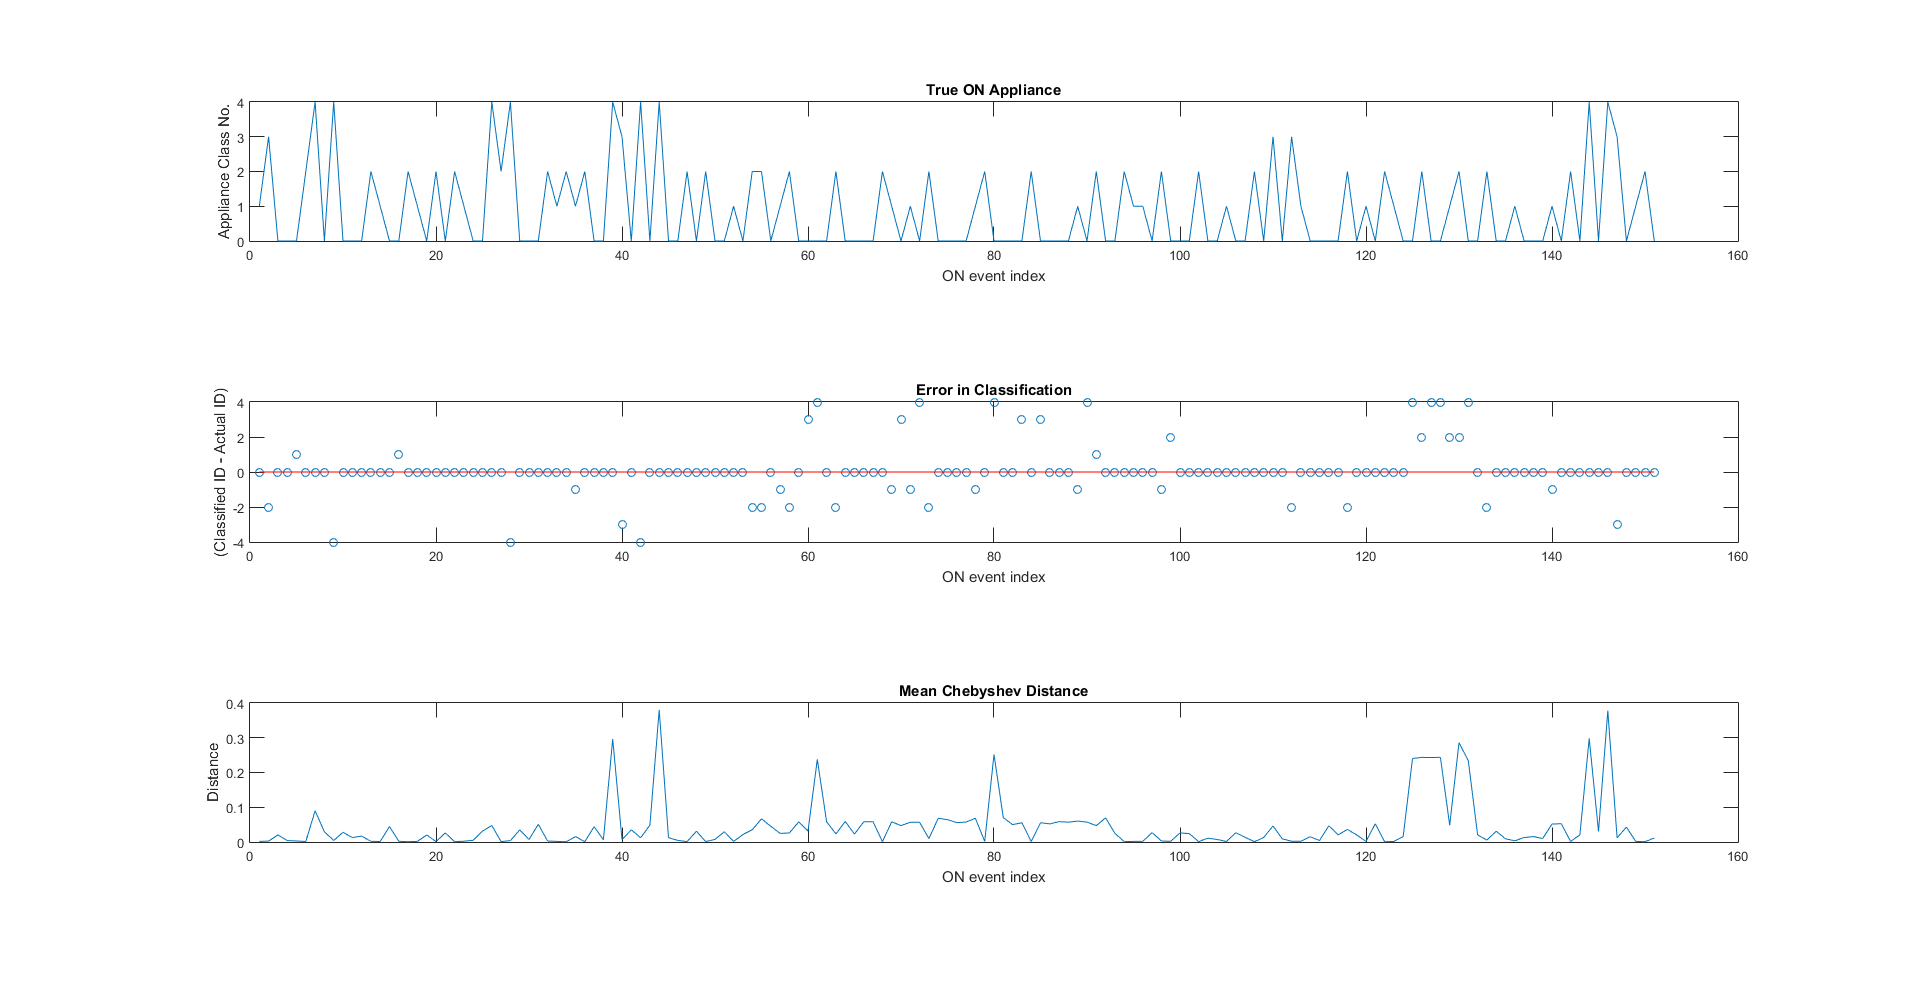 True ON Appliance
Appliance Class No.
4
3
2
1
0
0 20 40 60 80 100 120 140 160
ON event index
Error in Classification
(Classified ID - Actual ID)
4
2
0
-2
-4
0 20 40 60 80 100 120 140 160
ON event index
Mean Chebyshev Distance
Distance
0.4
0.3
0.2
0.1
0
0 20 40 60 80 100 120 140 160
ON event index